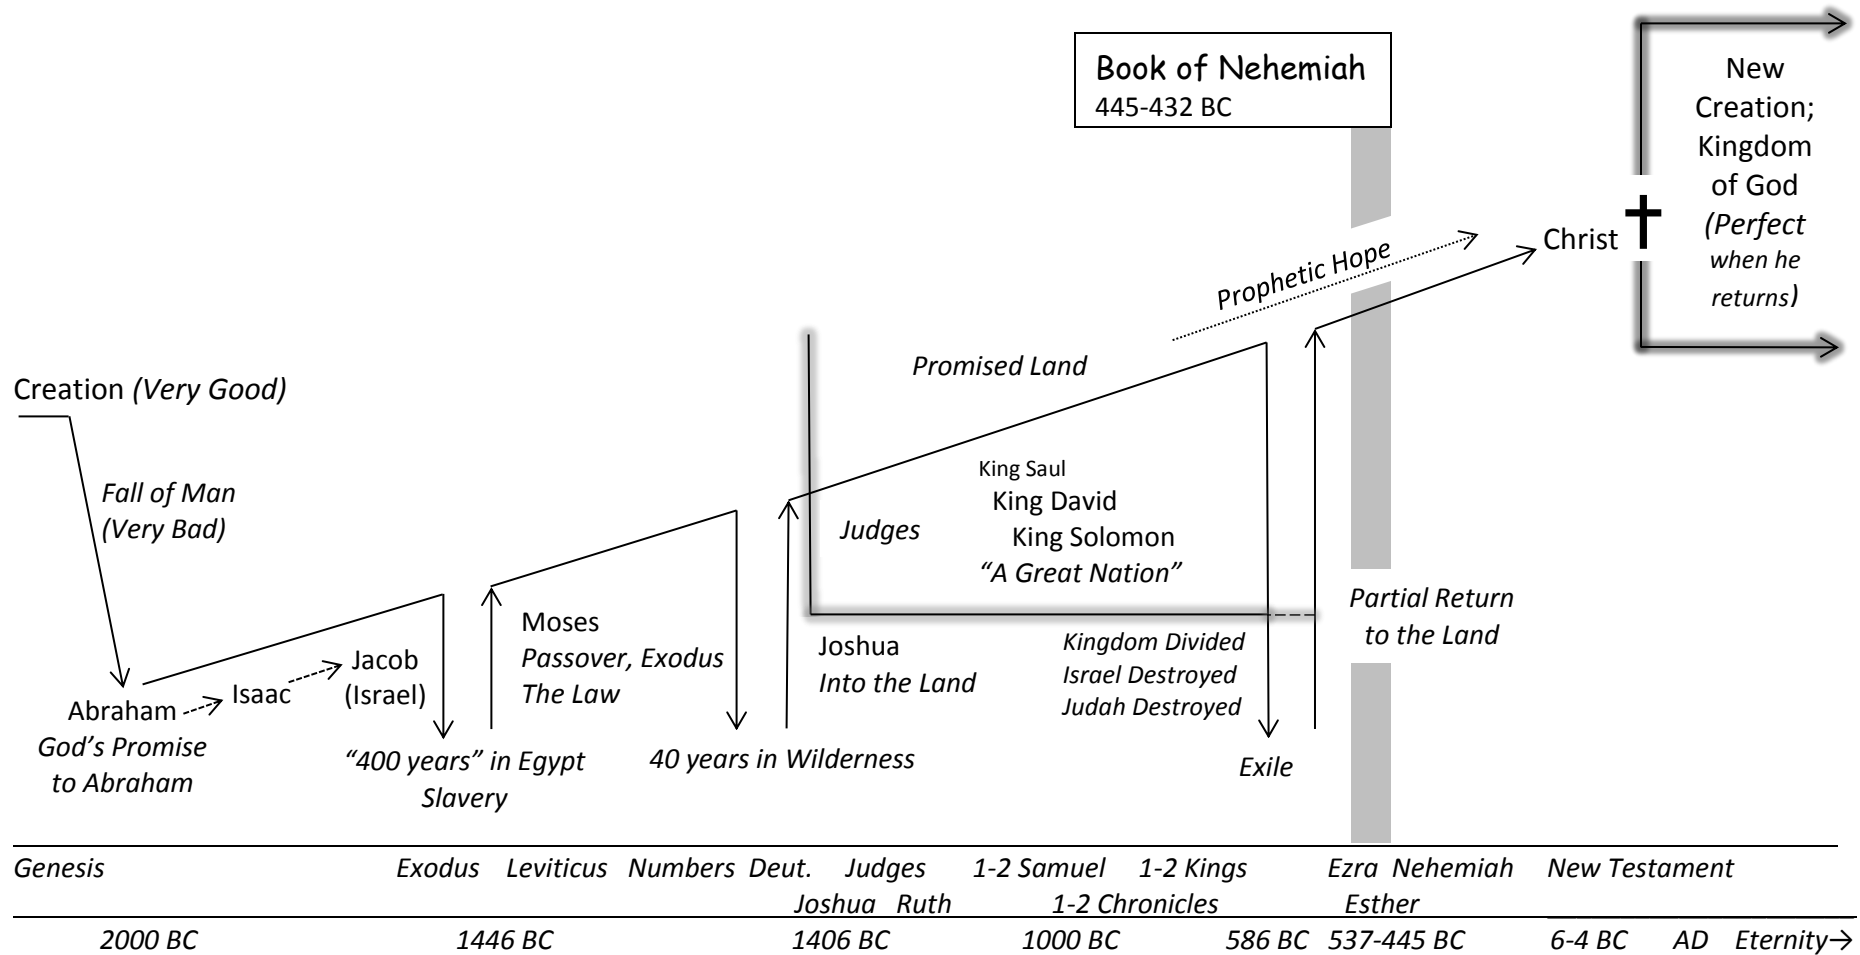 Book of Nehemiah
445-432 BC
New
Creation;
Kingdom
of God
(Perfect
when he
returns)
Christ
Prophetic Hope
Promised Land
Creation (Very Good)
Fall of Man
(Very Bad)
King Saul
King David
King Solomon
“A Great Nation”
Judges
Partial Return
to the Land
Moses
Passover, Exodus
The Law
Joshua
Into the Land
Kingdom Divided
Israel Destroyed
Judah Destroyed
Jacob
(Israel)
Isaac
Abraham
God’s Promise
to Abraham
“400 years” in Egypt
Slavery
40 years in Wilderness
Exile
Genesis Exodus Leviticus Numbers Deut. Judges 1-2 Samuel 1-2 Kings Ezra Nehemiah New Testament
Joshua Ruth 1-2 Chronicles Esther
2000 BC 1446 BC 1406 BC 1000 BC 586 BC 537-445 BC 6-4 BC AD Eternity→